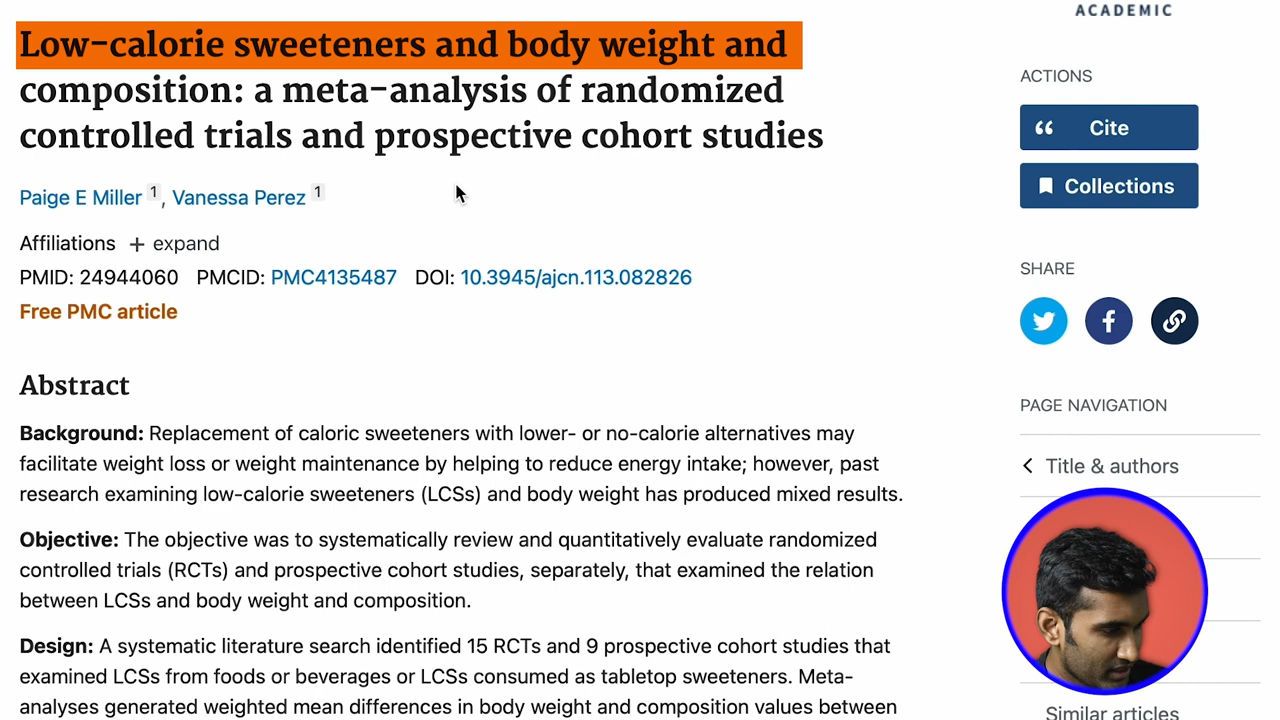 ACADEMIC
Low-calorie sweeteners and body weight and
composition: a meta-analysis of randomized
controlled trials and prospective cohort studies
Paige E Miller 1, Vanessa Perez 1
Affiliations + expand
PMID: 24944060 PMCID: PMC4135487 DOI: 10.3945/ajcn.113.082826
Free PMC article
Abstract
Background: Replacement of caloric sweeteners with lower- or no-calorie alternatives may
facilitate weight loss or weight maintenance by helping to reduce energy intake; however, past
research examining low-calorie sweeteners (LCSs) and body weight has produced mixed results.
Objective: The objective was to systematically review and quantitatively evaluate randomized
controlled trials (RCTs) and prospective cohort studies, separately, that examined the relation
between LCSs and body weight and composition.
Design: A systematic literature search identified 15 RCTs and 9 prospective cohort studies that
examined LCSs from foods or beverages or LCSs consumed as tabletop sweeteners. Meta-
analyses generated weighted mean differences in body weight and composition values between
ACTIONS
Cite
Collections
SHARE
PAGE NAVIGATION
Title & authors
Similar articles